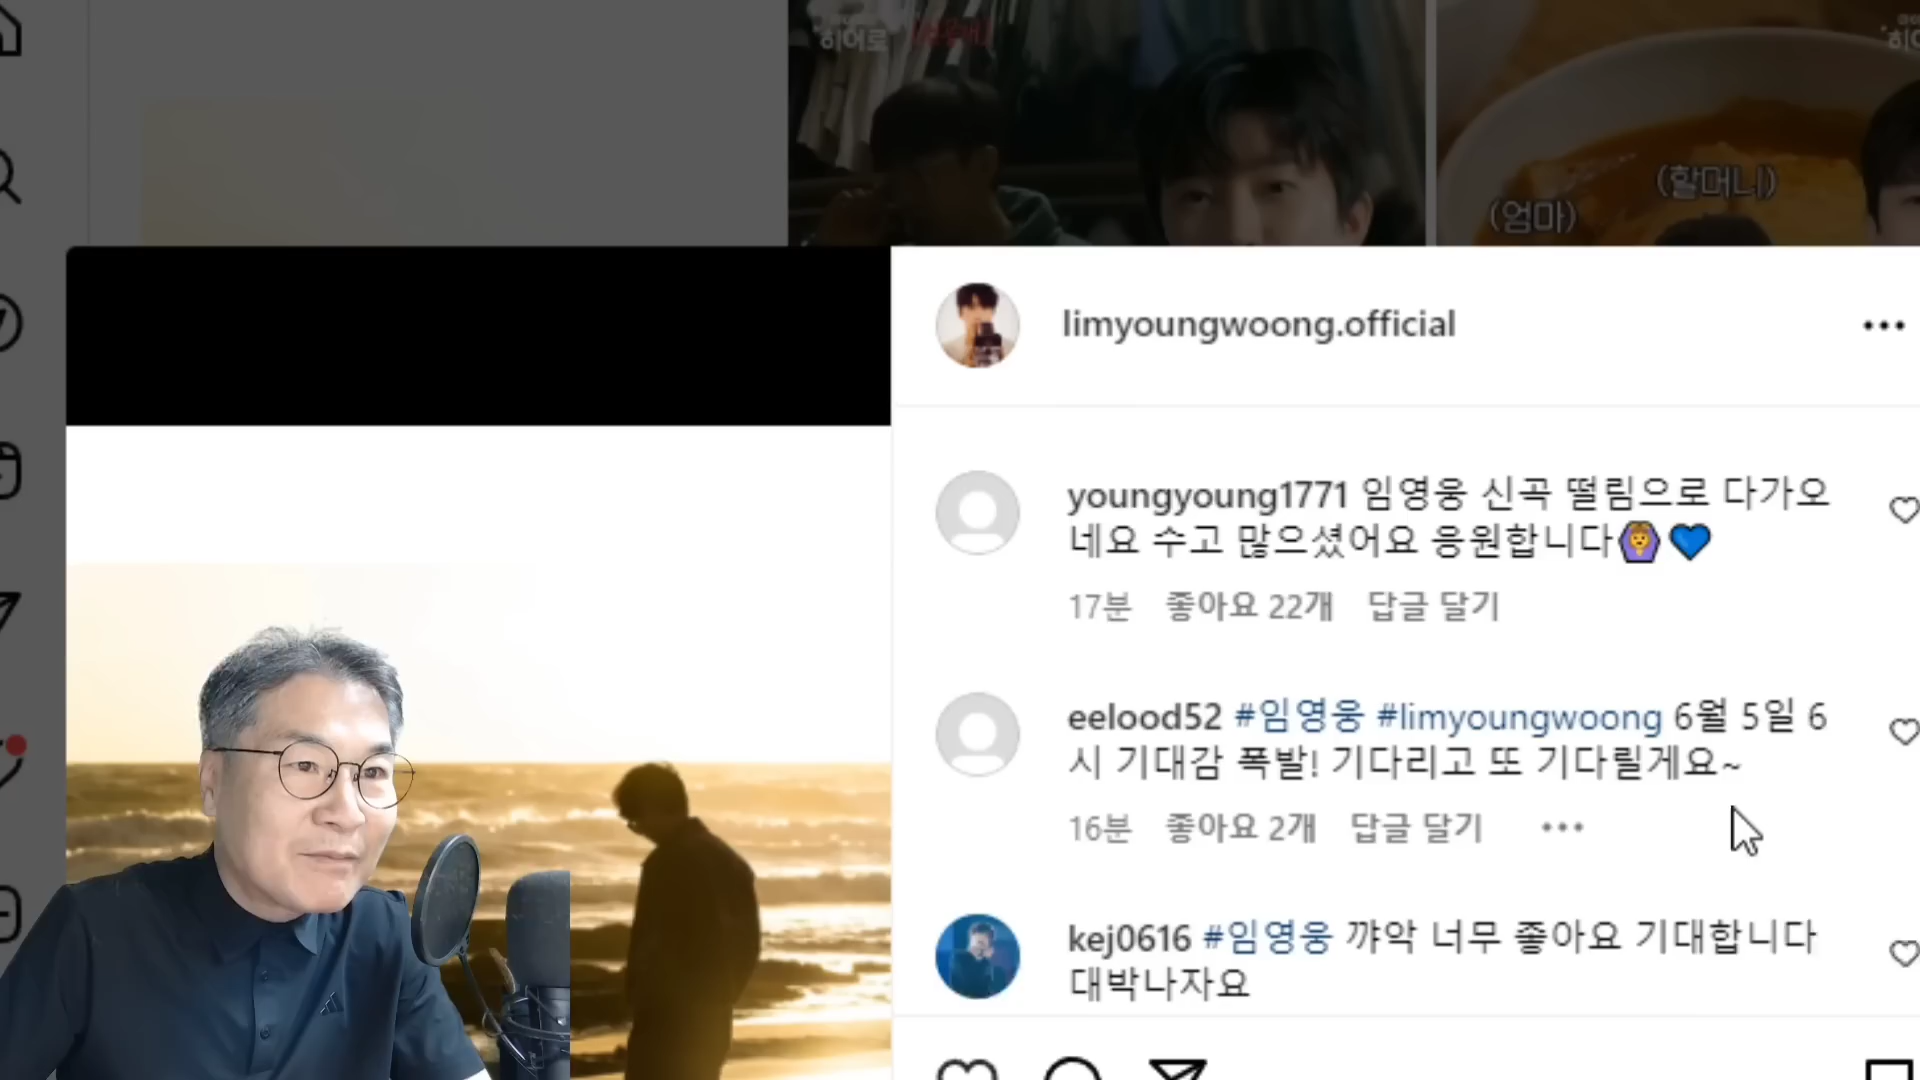 히어로
(할머니)
(엄마)
limyoungwoong.official
youngyoung1771 임영웅 신곡 떨림으로 다가오
네요 수고 많으셨어요 응원합니다🙆💙
17분 좋아요 22개 답글 달기
eelood52 #임영웅 #limyoungwoong 6월 5일 6
시 기대감 폭발! 기다리고 또 기다릴게요~
16분 좋아요 2개 답글 달기
kej0616 #임영웅 꺄악 너무 좋아요 기대합니다
대박나자요